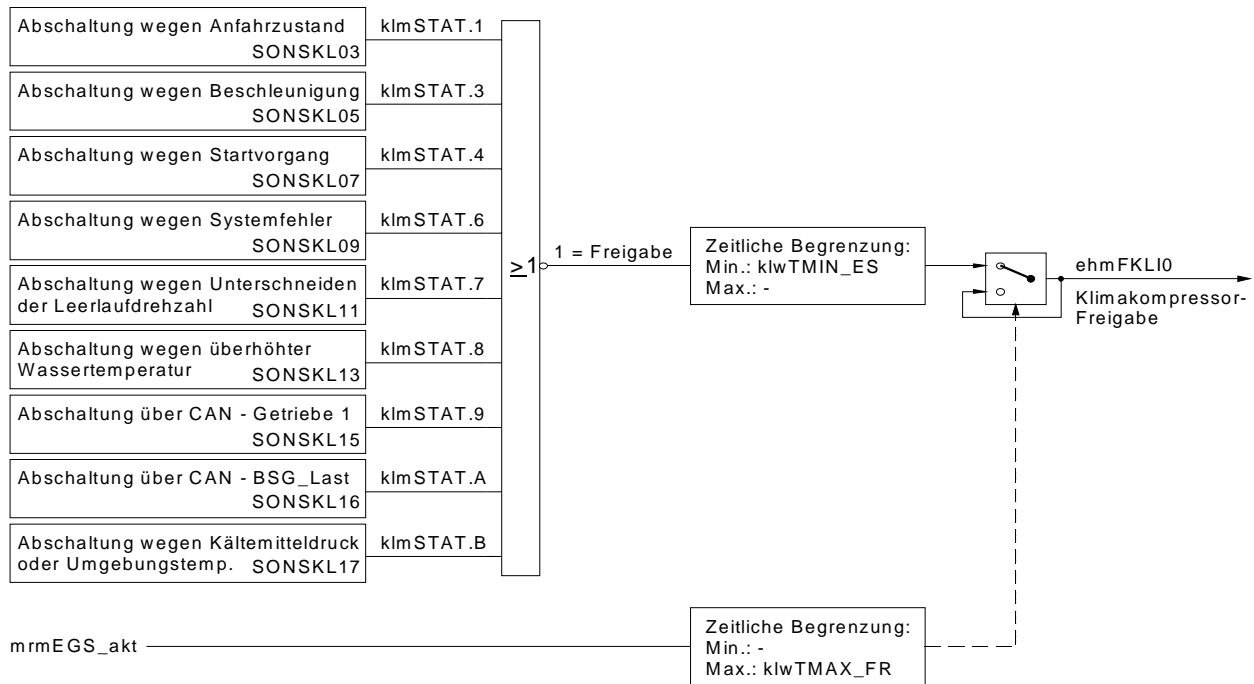 Abschaltung wegen Anfahrzustand
SONSKL03
klmSTAT.1
Abschaltung wegen Beschleunigung
SONSKL05
klmSTAT.3
Abschaltung wegen Startvorgang
SONSKL07
klmSTAT.4
Abschaltung wegen Systemfehler
SONSKL09
klmSTAT.6
Abschaltung wegen Unterschneiden
der Leerlaufdrehzahl SONSKL11
klmSTAT.7
Abschaltung wegen überhöhter
Wassertemperatur SONSKL13
klmSTAT.8
Abschaltung über CAN - Getriebe 1
SONSKL15
klmSTAT.9
Abschaltung über CAN - BSG_Last
SONSKL16
klmSTAT.A
Abschaltung wegen Kältemitteldruck
oder Umgebungstemp. SONSKL17
klmSTAT.B
≥1
1 = Freigabe
Zeitliche Begrenzung:
Min.: klwTMIN_ES
Max.: -
ehmFKLI0
Klimakompressor-
Freigabe
mrmEGS_akt
Zeitliche Begrenzung:
Min.: -
Max.: klwTMAX_FR